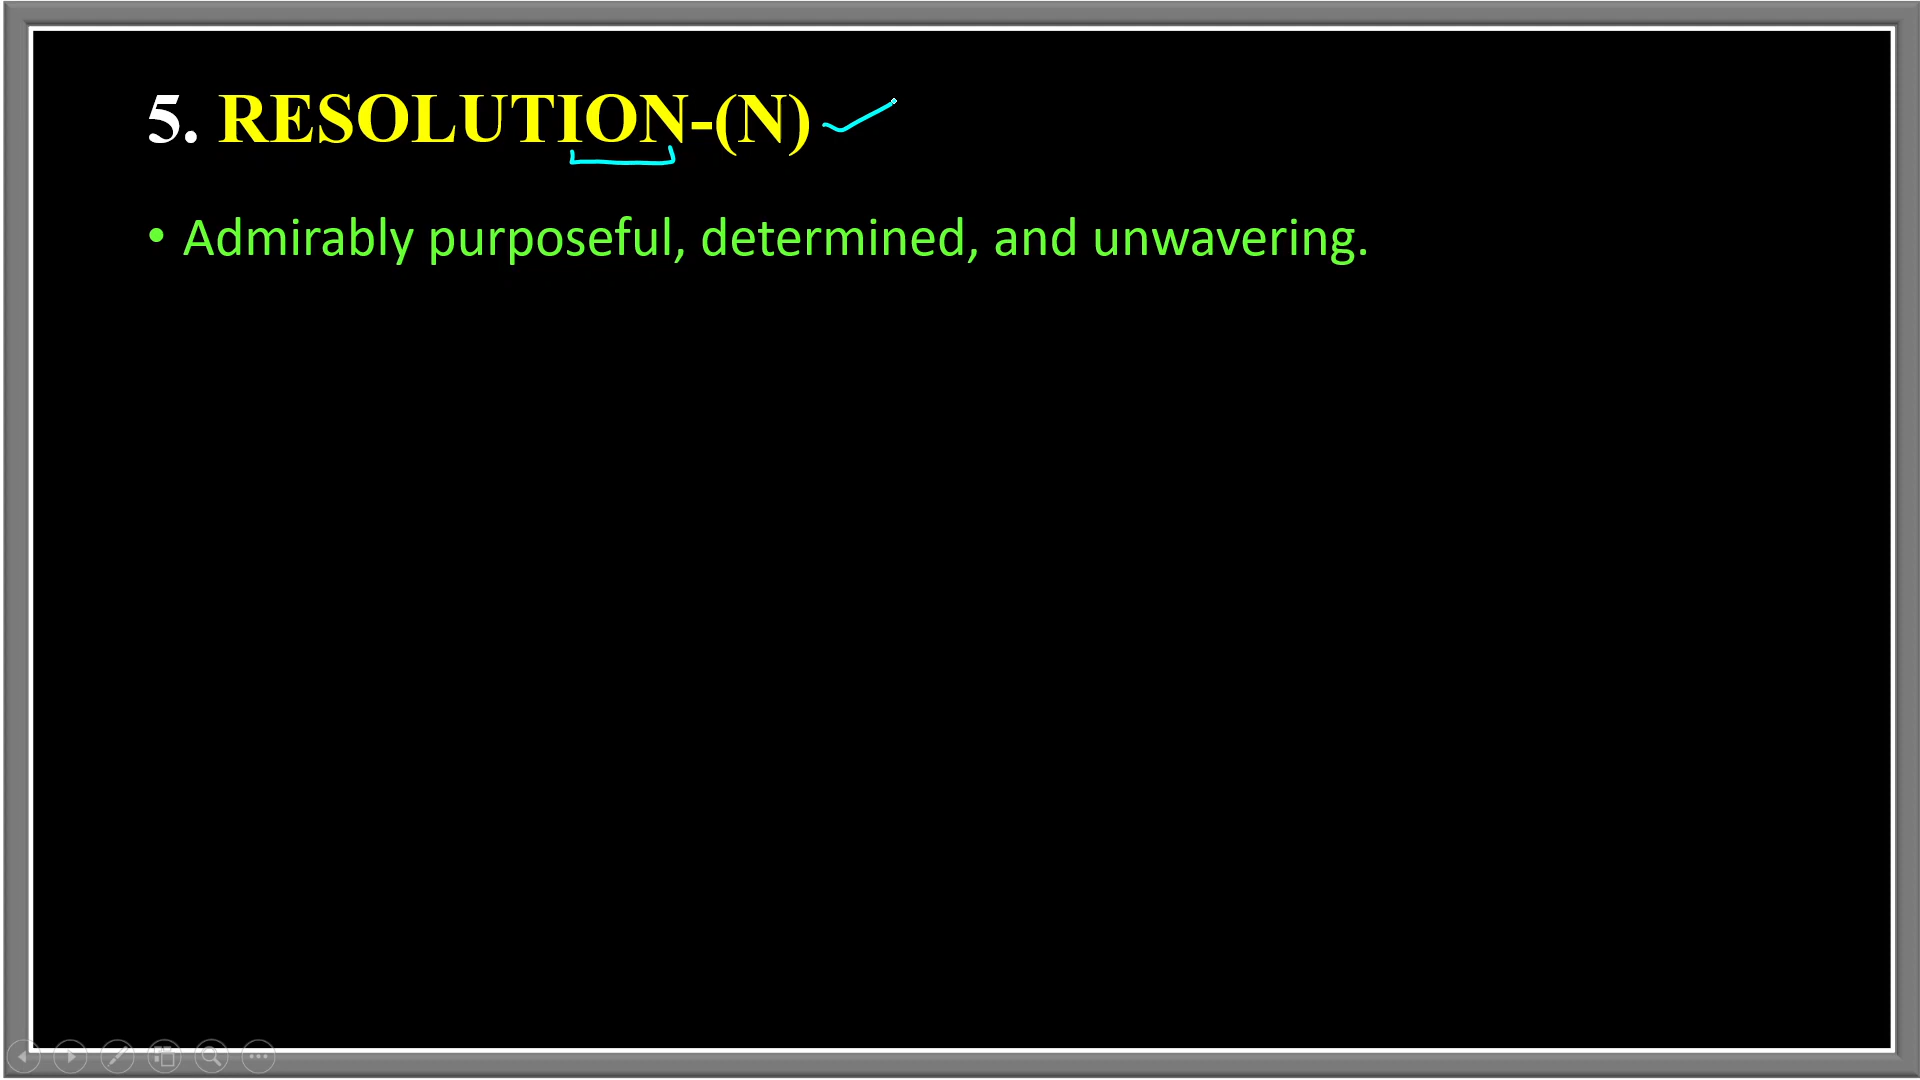 5. RESOLUTION-(N)
• Admirably purposeful, determined, and unwavering.